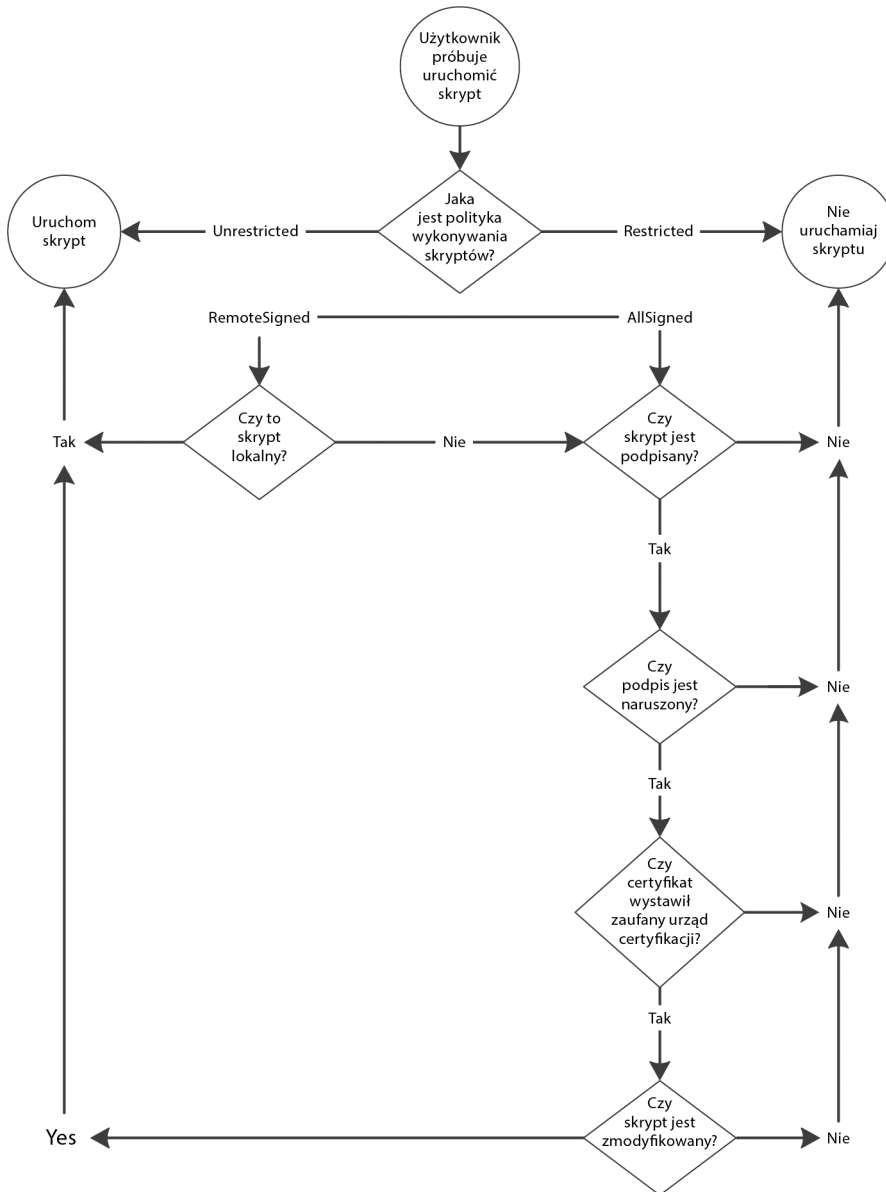 Użytkownik
próbuje
uruchomić
skrypt
Uruchom
skrypt
Unrestricted
Jaka
jest polityka
wykonywania
skryptów?
Restricted
Nie
uruchamiaj
skryptu
RemoteSigned
AllSigned
Tak
Czy to
skrypt
lokalny?
Nie
Czy
skrypt jest
podpisany?
Nie
Tak
Czy
podpis jest
naruszony?
Nie
Tak
Czy
certyfikat
wystawił
zaufany urząd
certyfikacji?
Nie
Tak
Yes
Czy
skrypt jest
zmodyfikowany?
Nie